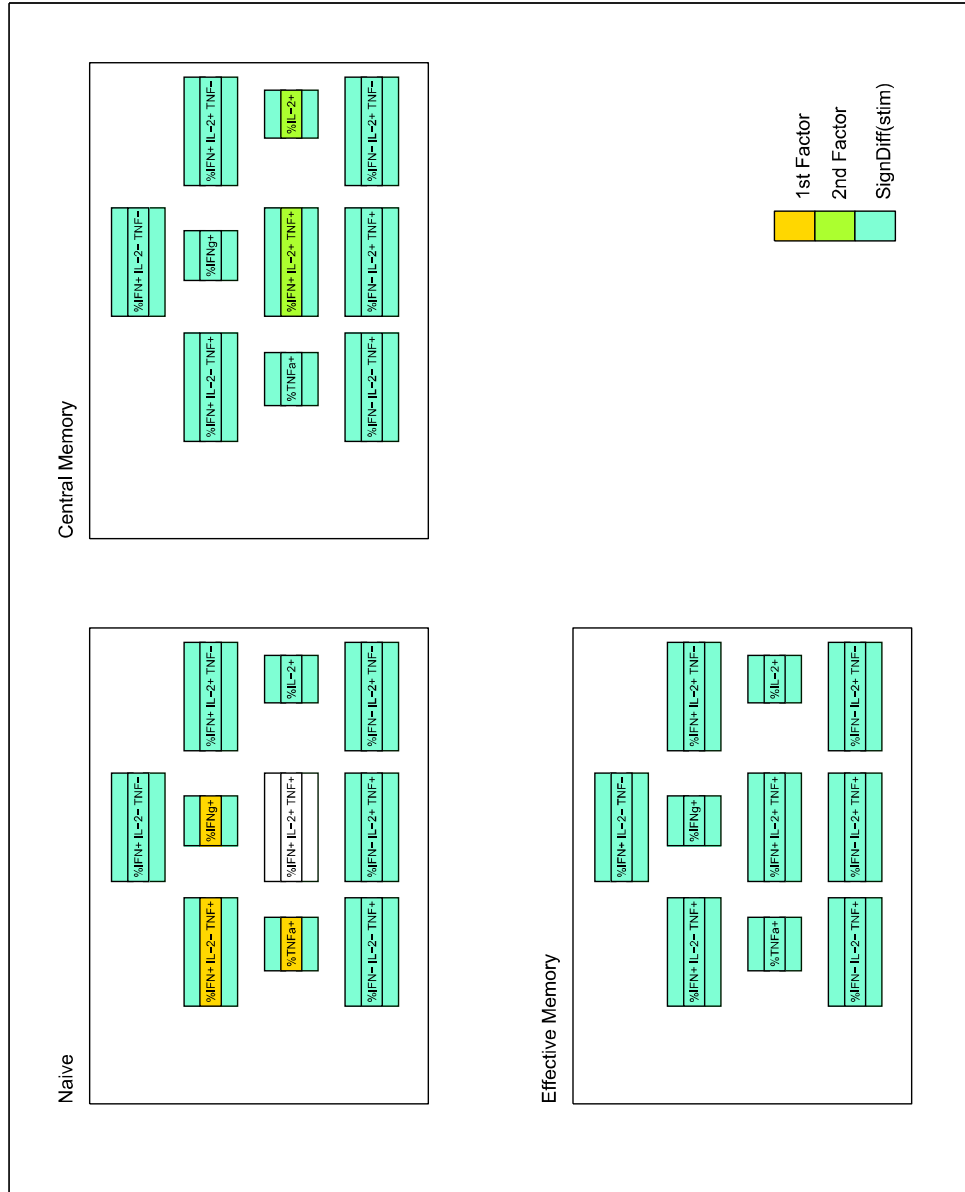 Naive
%IFN+ IL-2- TNF-
%IFN+ IL-2- TNF+
%IFNg+
%IFN+ IL-2+ TNF-
%TNFa+
%IFN+ IL-2+ TNF+
%IL-2+
%IFN- IL-2- TNF+
%IFN- IL-2+ TNF+
%IFN- IL-2+ TNF-
Central Memory
%IFN+ IL-2- TNF-
%IFN+ IL-2- TNF+
%IFNg+
%IFN+ IL-2+ TNF-
%TNFa+
%IFN+ IL-2+ TNF+
%IL-2+
%IFN- IL-2- TNF+
%IFN- IL-2+ TNF+
%IFN- IL-2+ TNF-
Effective Memory
%IFN+ IL-2- TNF-
%IFN+ IL-2- TNF+
%IFNg+
%IFN+ IL-2+ TNF-
%TNFa+
%IFN+ IL-2+ TNF+
%IL-2+
%IFN- IL-2- TNF+
%IFN- IL-2+ TNF+
%IFN- IL-2+ TNF-
1st Factor
2nd Factor
SignDiff(stim)